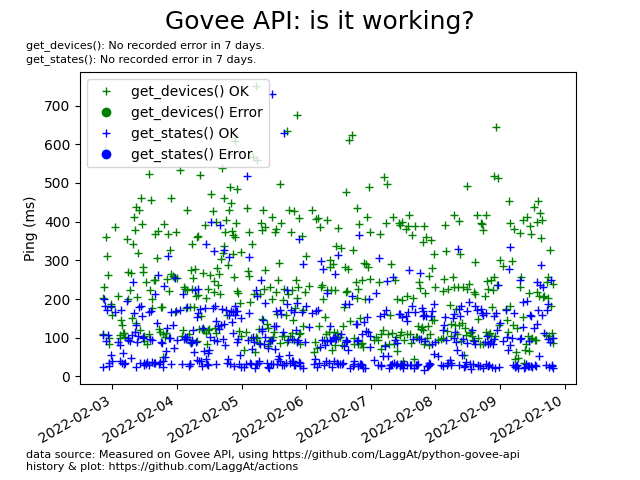 Govee API: is it working?
get_devices(): No recorded error in 7 days.
get_states(): No recorded error in 7 days.
get_devices() OK
get_devices() Error
get_states() OK
get_states() Error
Ping (ms)
700
600
500
400
300
200
100
0
2022-02-03
2022-02-04
2022-02-05
2022-02-06
2022-02-07
2022-02-08
2022-02-09
2022-02-10
data source: Measured on Govee API, using https://github.com/LaggAt/python-govee-api
history & plot: https://github.com/LaggAt/actions